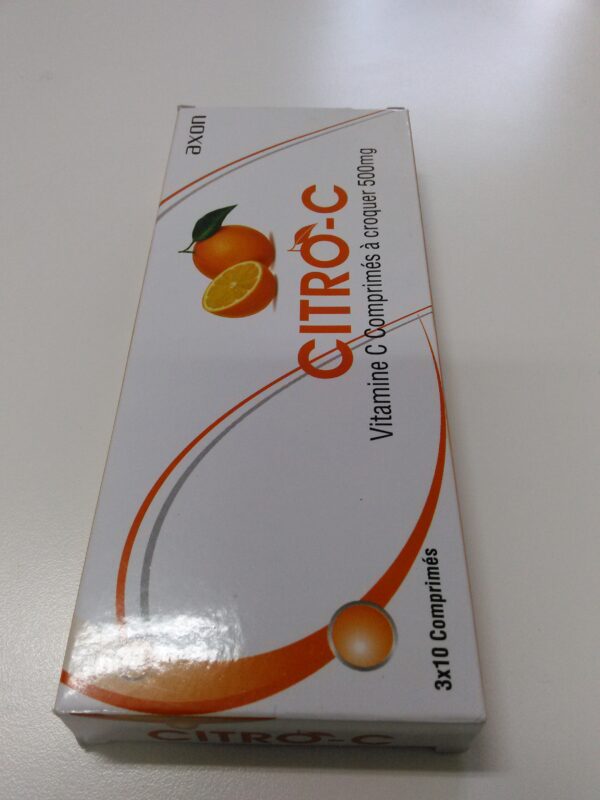 axon
CITRO-C
Vitamine C Comprimés à croquer 500mg
3x10 Comprimés
CITRO-C